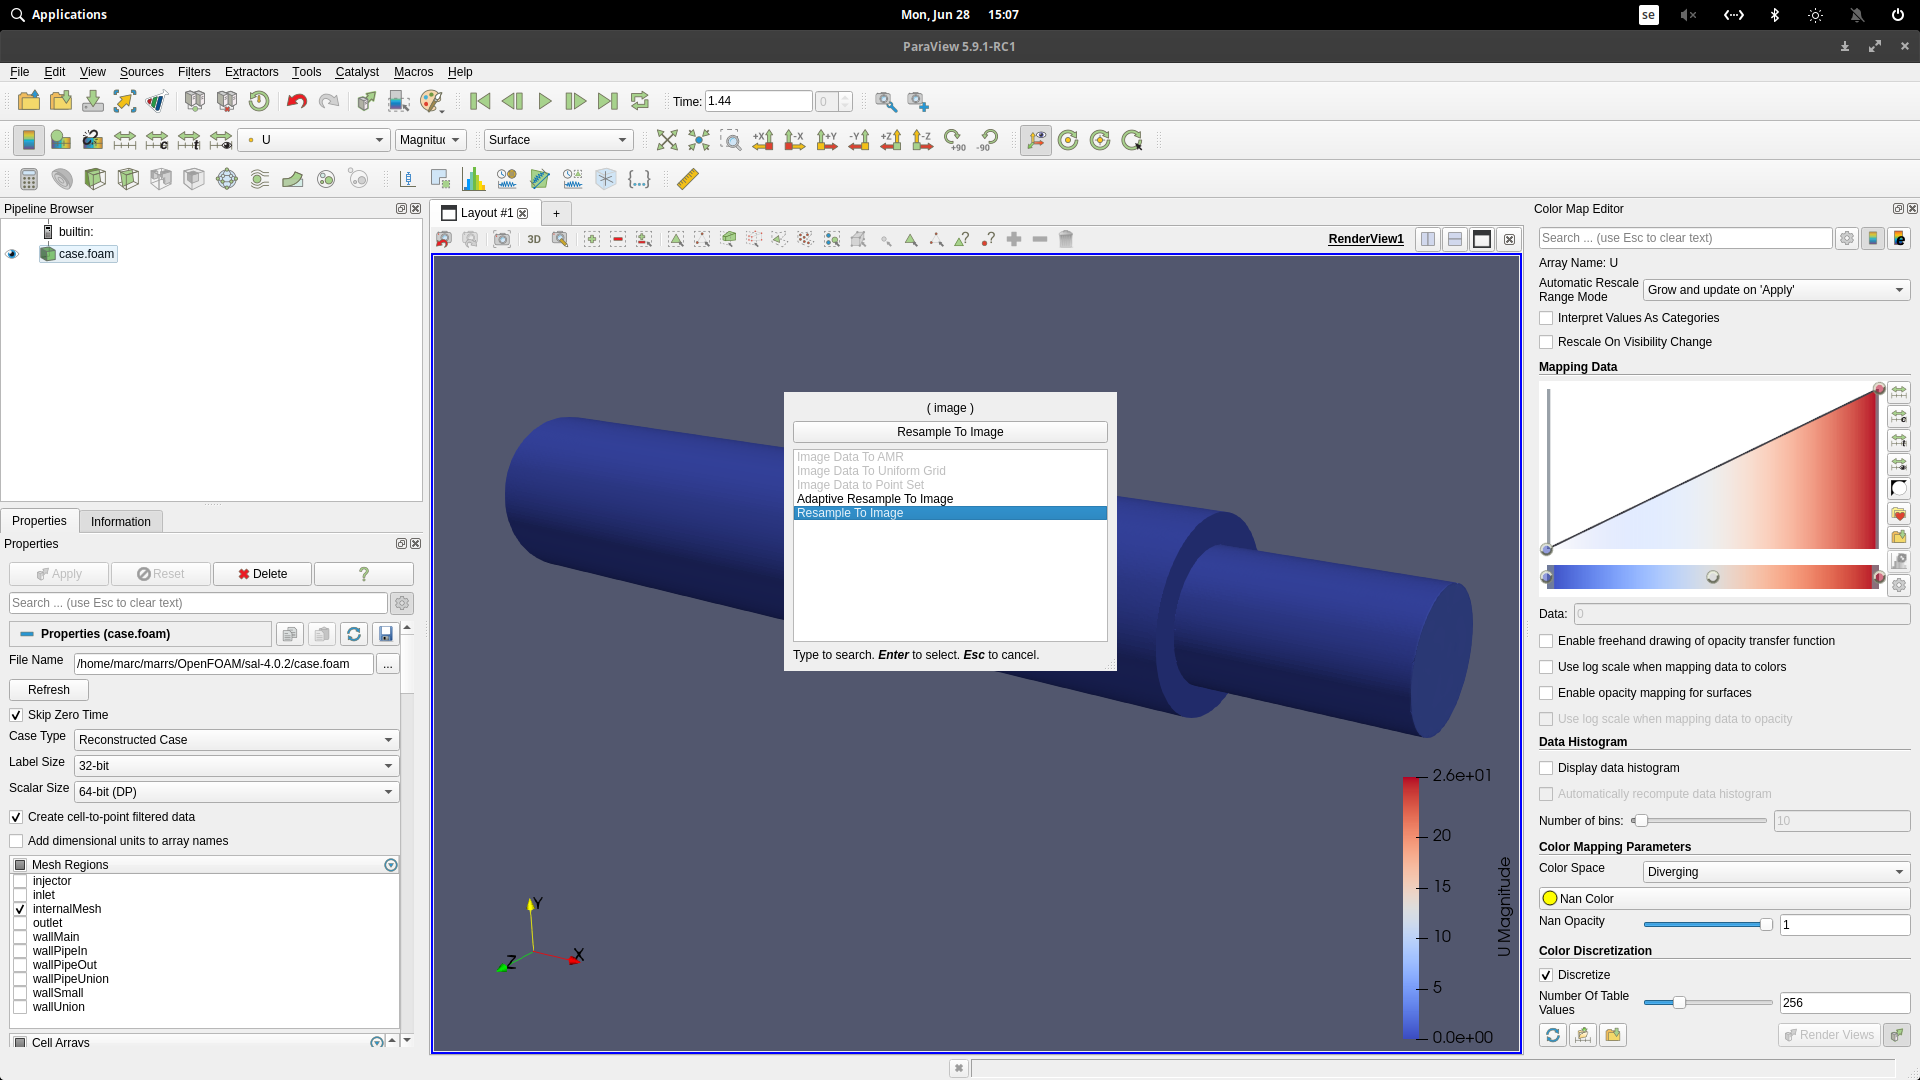 Applications
Mon, Jun 28 15:07
se
ParaView 5.9.1-RC1
File Edit View Sources Filters Extractors Tools Catalyst Macros Help
Time: 1.44 0
U Magnituc Surface
+X -X +Y -Y +Z -Z +90 -90
Pipeline Browser
builtin:
case.foam
Properties Information
Properties
Apply Reset Delete ?
Search ... (use Esc to clear text)
Properties (case.foam)
File Name /home/marc/marrs/OpenFOAM/sal-4.0.2/case.foam ...
Refresh
Skip Zero Time
Case Type Reconstructed Case
Label Size 32-bit
Scalar Size 64-bit (DP)
Create cell-to-point filtered data
Add dimensional units to array names
Mesh Regions
injector
inlet
internalMesh
outlet
wallMain
wallPipeIn
wallPipeOut
wallPipeUnion
wallSmall
wallUnion
Cell Arrays
Layout #1 +
3D
RenderView1
( image )
Resample To Image
Image Data To AMR
Image Data To Uniform Grid
Image Data to Point Set
Adaptive Resample To Image
Resample To Image
Type to search. Enter to select. Esc to cancel.
Y
X
Z
2.6e+01
20
15
10
5
0.0e+00
U Magnitude
Color Map Editor
Search ... (use Esc to clear text)
Array Name: U
Automatic Rescale
Range Mode
Grow and update on 'Apply'
Interpret Values As Categories
Rescale On Visibility Change
Mapping Data
Data: 0
Enable freehand drawing of opacity transfer function
Use log scale when mapping data to colors
Enable opacity mapping for surfaces
Use log scale when mapping data to opacity
Data Histogram
Display data histogram
Automatically recompute data histogram
Number of bins: 10
Color Mapping Parameters
Color Space Diverging
Nan Color
Nan Opacity 1
Color Discretization
Discretize
Number Of Table
Values
256
Render Views